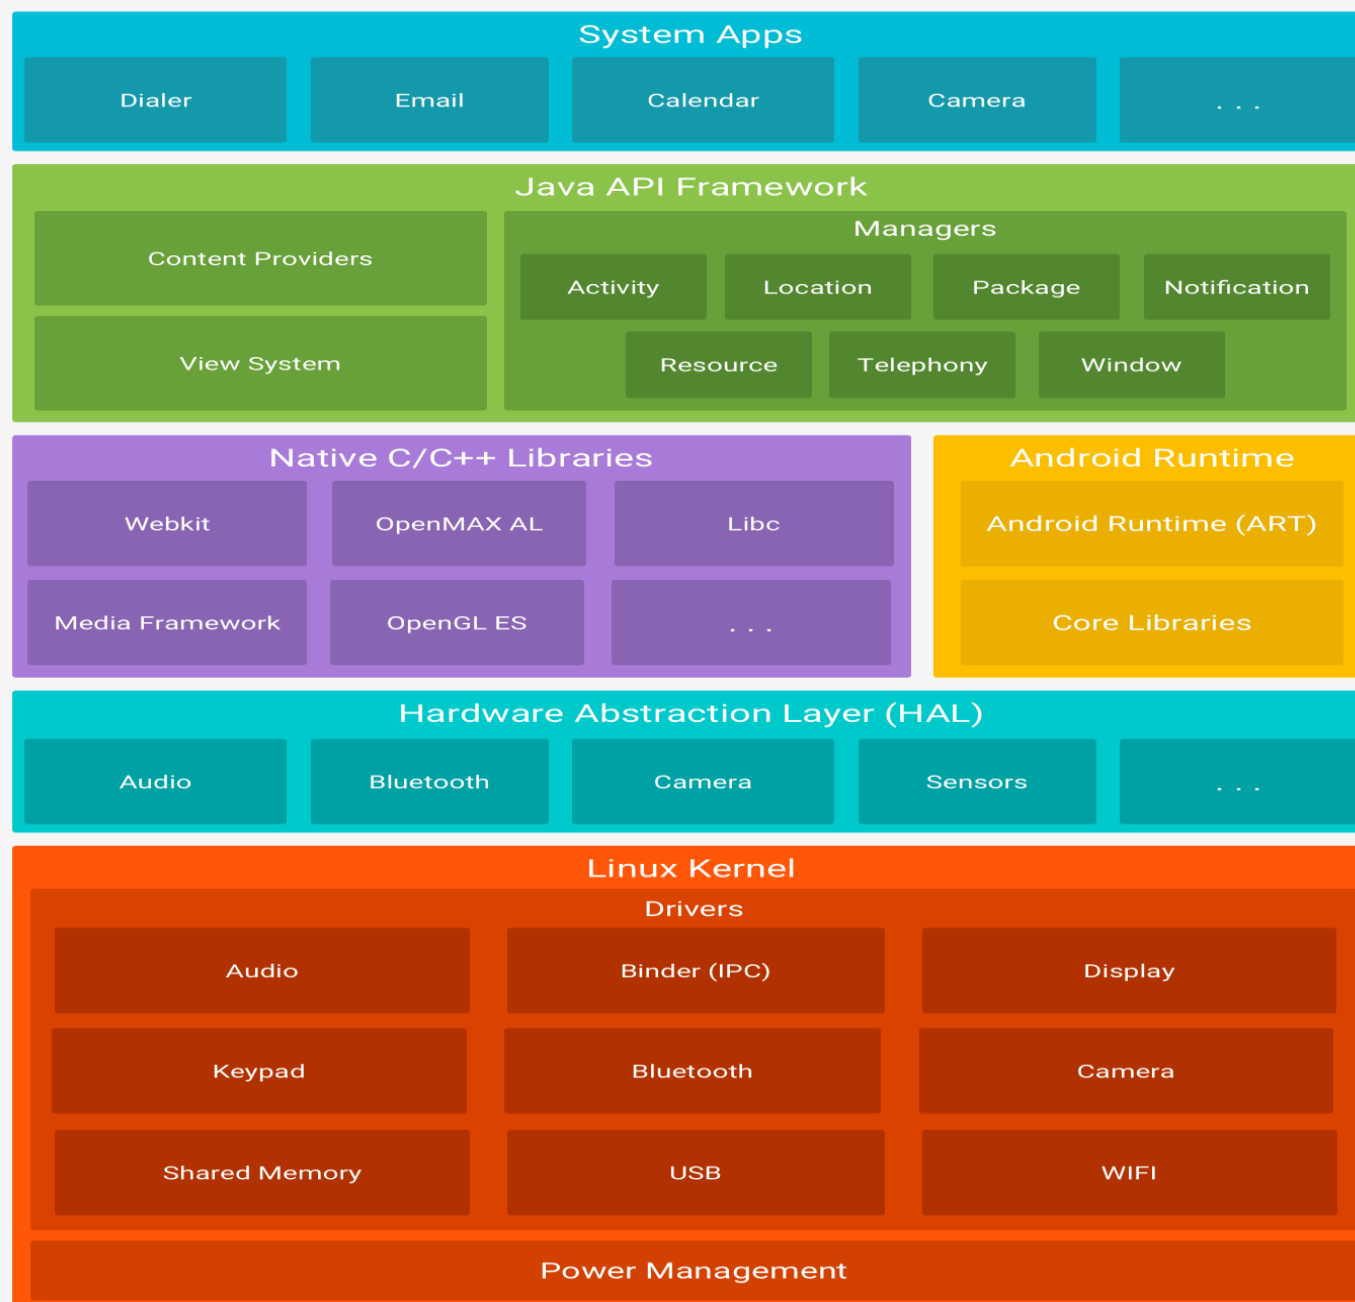 System Apps
Dialer Email Calendar Camera . . .
Java API Framework
Content Providers
View System
Managers
Activity Location Package Notification
Resource Telephony Window
Native C/C++ Libraries
Webkit OpenMAX AL Libc
Media Framework OpenGL ES . . .
Android Runtime
Android Runtime (ART)
Core Libraries
Hardware Abstraction Layer (HAL)
Audio Bluetooth Camera Sensors . . .
Linux Kernel
Drivers
Audio Binder (IPC) Display
Keypad Bluetooth Camera
Shared Memory USB WIFI
Power Management